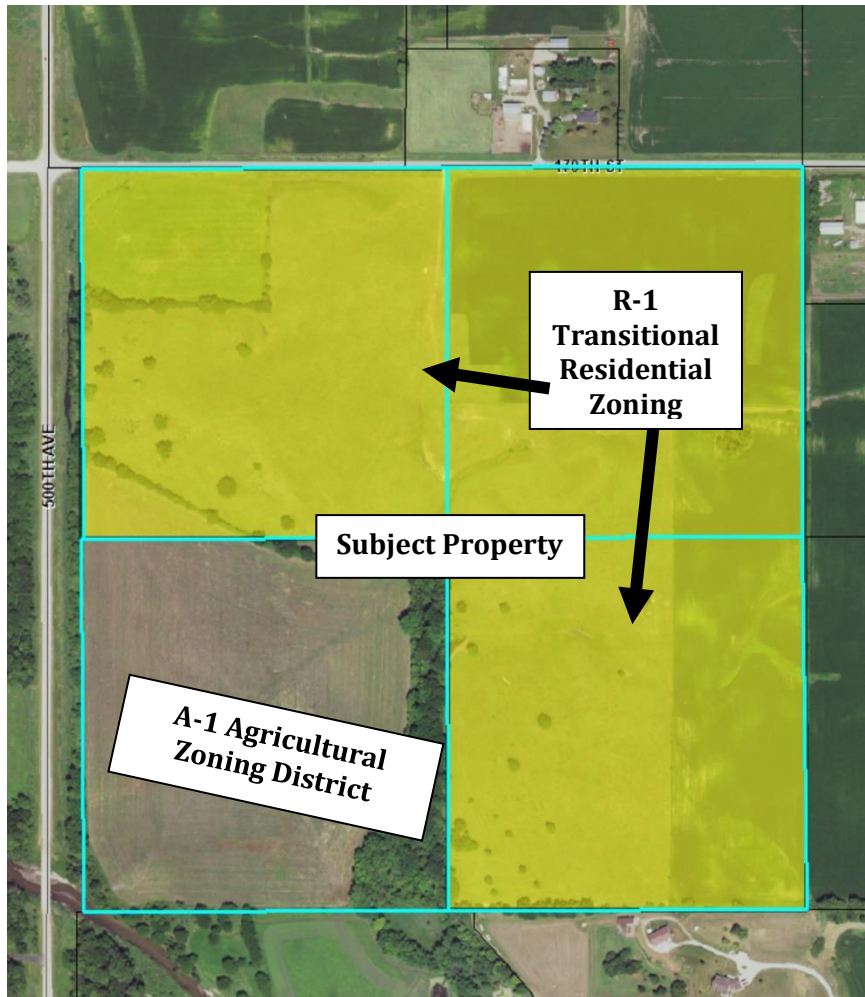 170TH ST
R-1
Transitional
Residential
Zoning
500TH AVE
Subject Property
A-1 Agricultural
Zoning District